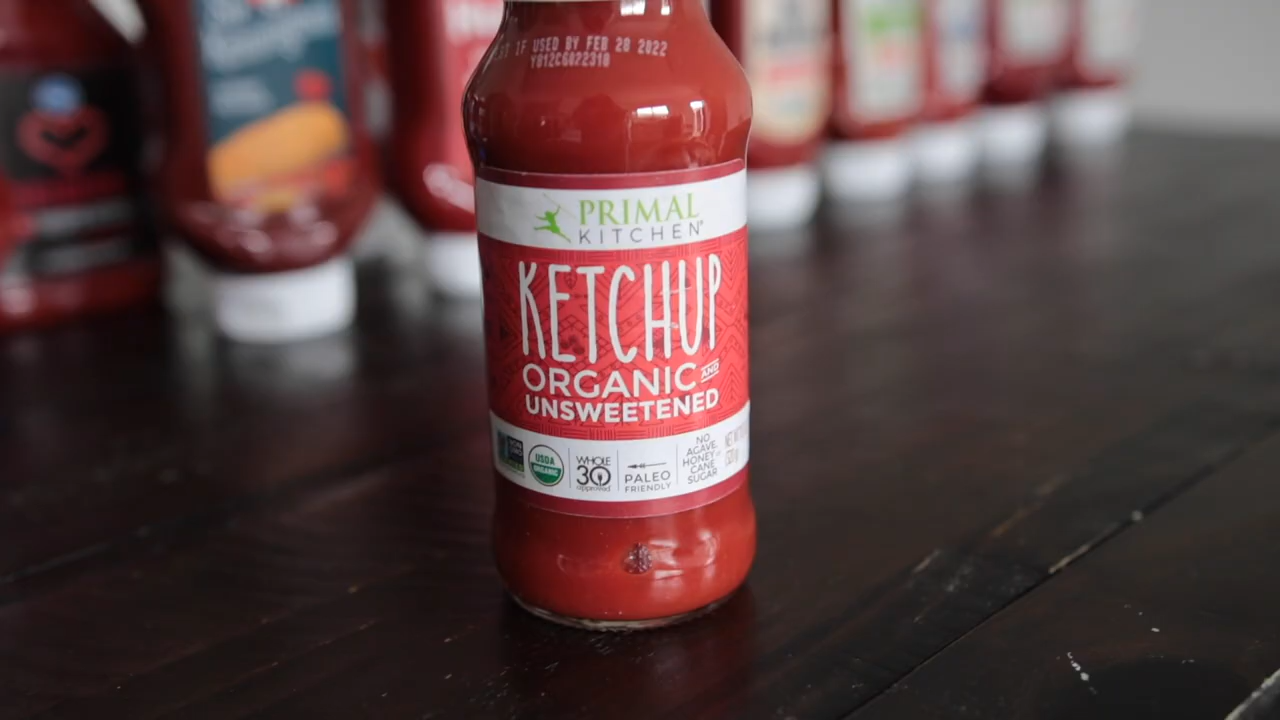 IF USED BY FEB 28 2022
Y812C6022310
PRIMAL
KITCHEN
KETCHUP
ORGANIC AND
UNSWEETENED
USDA
ORGANIC
WHOLE
30
approved
PALEO
FRIENDLY
NO
AGAVE,
HONEY OR
CANE
SUGAR